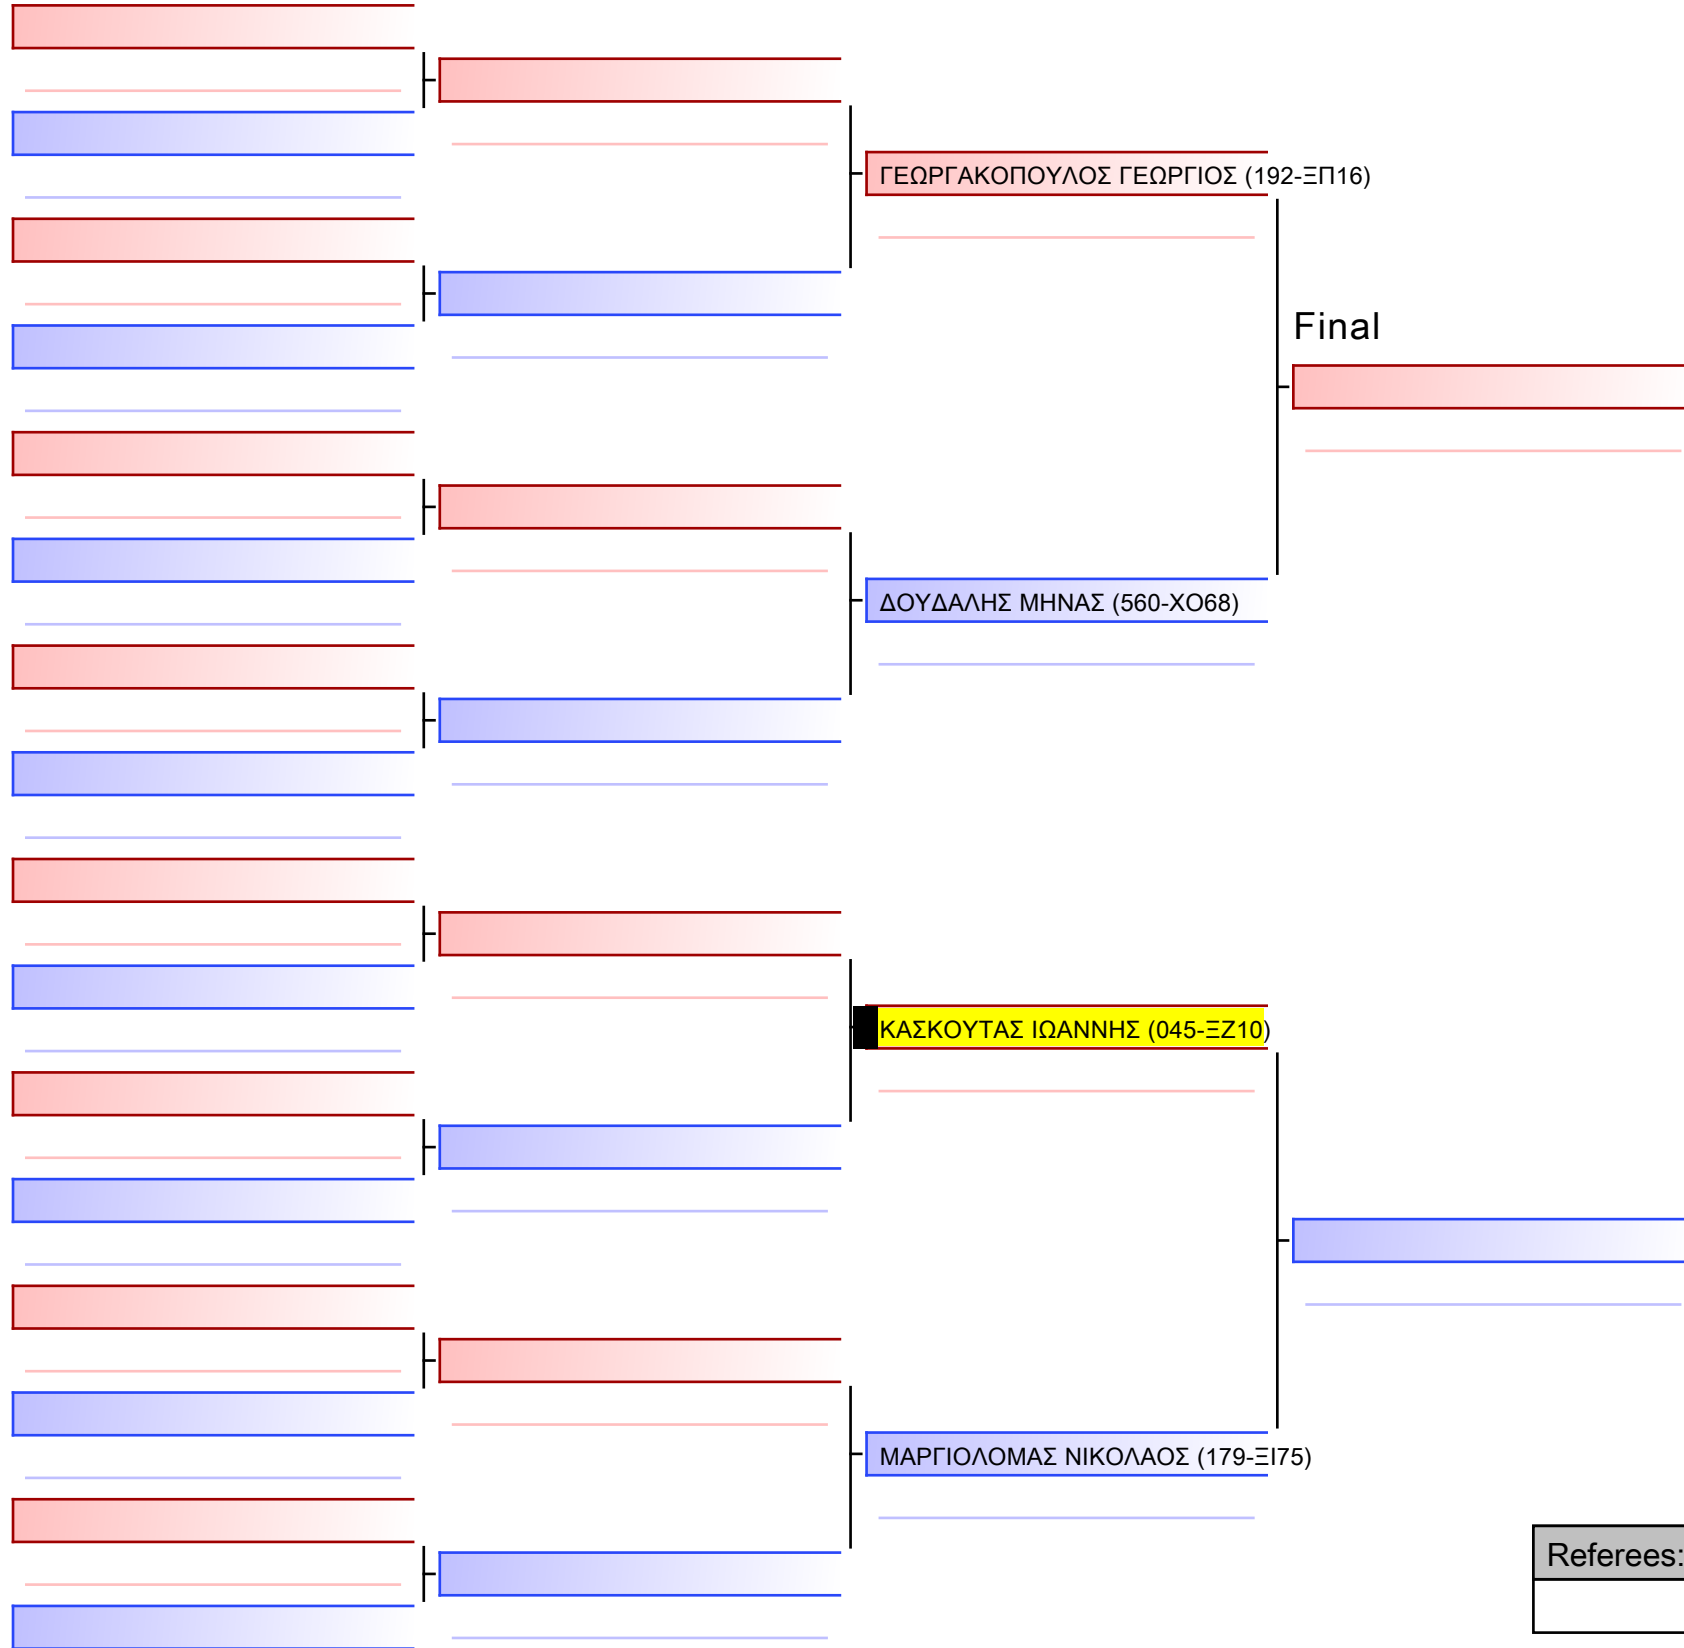 ΓΕΩΡΓΑΚΟΠΟΥΛΟΣ ΓΕΩΡΓΙΟΣ (192-ΞΠ16)
Final
ΔΟΥΔΑΛΗΣ ΜΗΝΑΣ (560-ΧΟ68)
ΚΑΣΚΟΥΤΑΣ ΙΩΑΝΝΗΣ (045-ΞΖ10)
ΜΑΡΓΙΟΛΟΜΑΣ ΝΙΚΟΛΑΟΣ (179-ΞΙ75)
Referees: